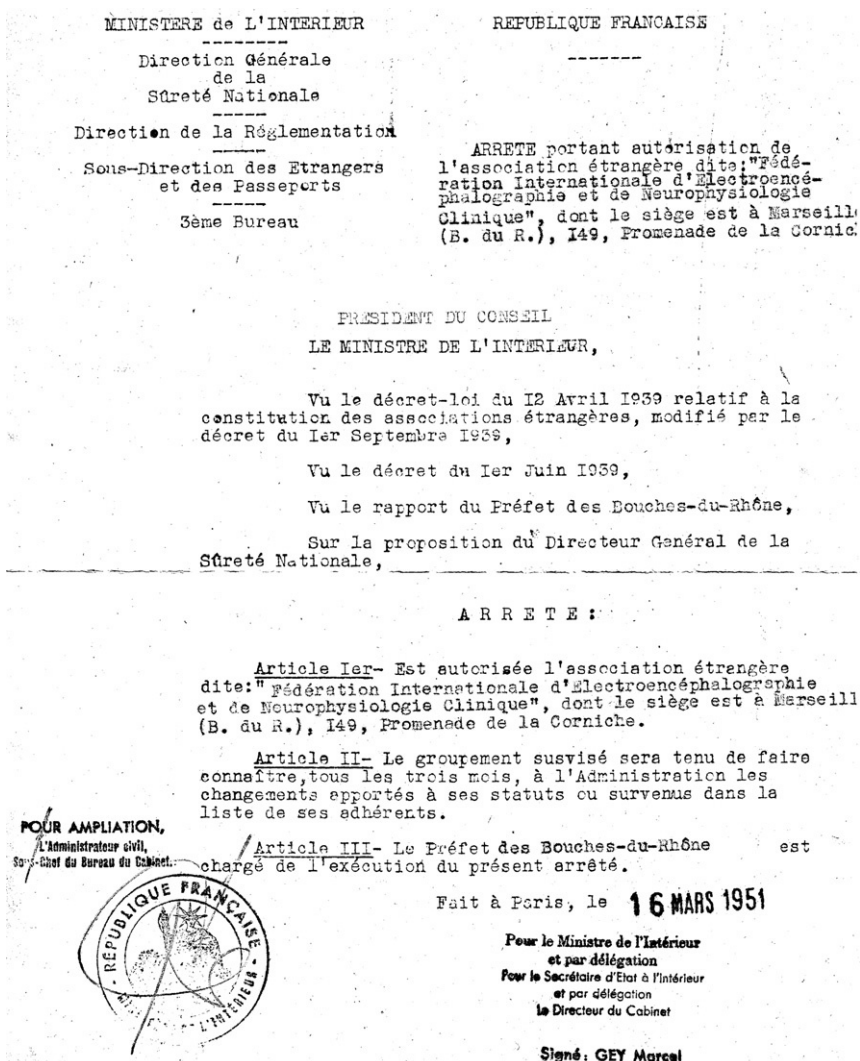 MINISTERE de L'INTERIEUR
--------
Direction Générale
de la
Sûreté Nationale
-----
Direction de la Réglementation
-----
Sous-Direction des Etrangers
et des Passeports
-----
3ème Bureau
REPUBLIQUE FRANCAISE
-------
ARRETE portant autorisation de
l'association étrangère dite:"Fédé-
ration Internationale d'Electroencé-
phalographie et de Neurophysiologie
Clinique", dont le siège est à Marseill
(B. du R.), I49, Promenade de la Cornic
PRESIDENT DU CONSEIL
LE MINISTRE DE L'INTERIEUR,
Vu le décret-loi du I2 Avril I939 relatif à la
constitution des associations étrangères, modifié par le
décret du Ier Septembre I939,
Vu le décret du Ier Juin I939,
Vu le rapport du Préfet des Bouches-du-Rhône,
Sur la proposition du Directeur Général de la
Sûreté Nationale,
A R R E T E :
Article Ier- Est autorisée l'association étrangère
dite:" Fédération Internationale d'Electroencéphalographie
et de Neurophysiologie Clinique", dont le siège est à Marseill
(B. du R.), I49, Promenade de la Corniche.
Article II- Le groupement susvisé sera tenu de faire
connaître,tous les trois mois, à l'Administration les
changements apportés à ses statuts ou survenus dans la
liste de ses adhérents.
Article III- Le Préfet des Bouches-du-Rhône est
chargé de l'exécution du présent arrêté.
POUR AMPLIATION,
L'Administrateur civil,
Sous-Chef du Bureau du Cabinet.
RÉPUBLIQUE FRANÇAISE
DE L'INTÉRIEUR
Fait à Paris, le 16 MARS 1951
Pour le Ministre de l'Intérieur
et par délégation
Pour le Secrétaire d'Etat à l'Intérieur
et par délégation
Le Directeur du Cabinet
Signé: GEY Marcel